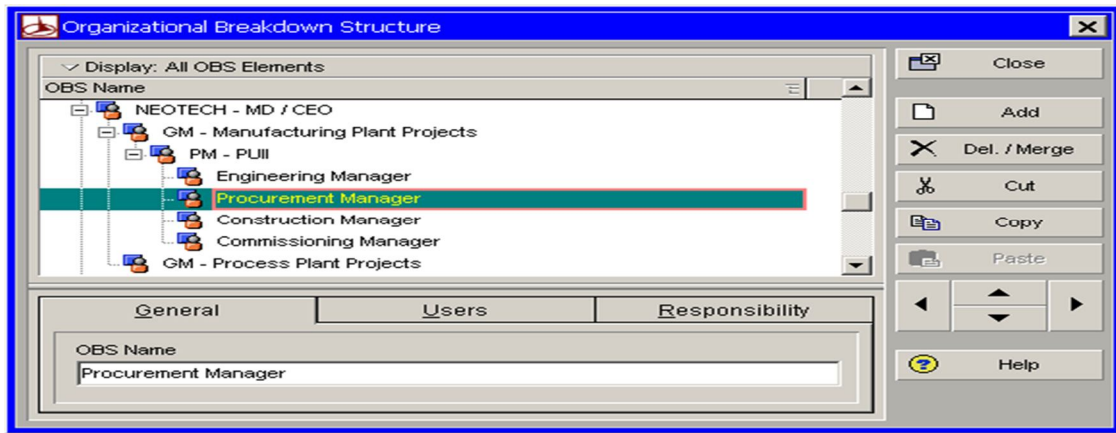 Organizational Breakdown Structure
Display: All OBS Elements
OBS Name
NEOTECH - MD / CEO
GM - Manufacturing Plant Projects
PM - PUII
Engineering Manager
Procurement Manager
Construction Manager
Commissioning Manager
GM - Process Plant Projects
General Users Responsibility
OBS Name
Procurement Manager
Close
Add
Del. / Merge
Cut
Copy
Paste
Help